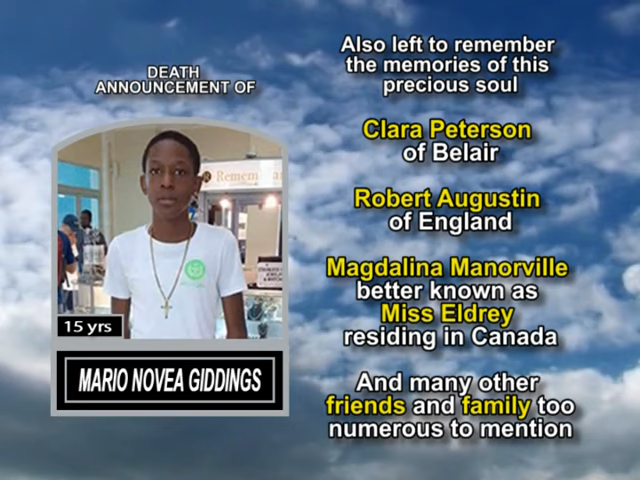 DEATH
ANNOUNCEMENT OF
15 yrs
MARIO NOVEA GIDDINGS
Also left to remember
the memories of this
precious soul
Clara Peterson
of Belair
Robert Augustin
of England
Magdalina Manorville
better known as
Miss Eldrey
residing in Canada
And many other
friends and family too
numerous to mention